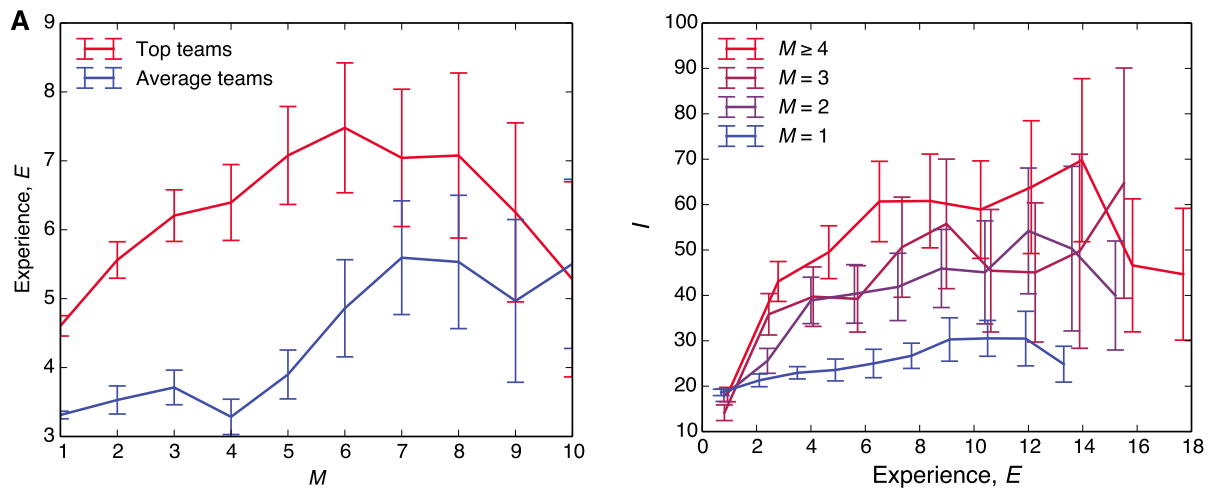 A
9
8
7
6
5
4
3
Experience, E
Top teams
Average teams
1 2 3 4 5 6 7 8 9 10
M
100
90
80
70
60
50
40
30
20
10
I
M ≥ 4
M = 3
M = 2
M = 1
0 2 4 6 8 10 12 14 16 18
Experience, E